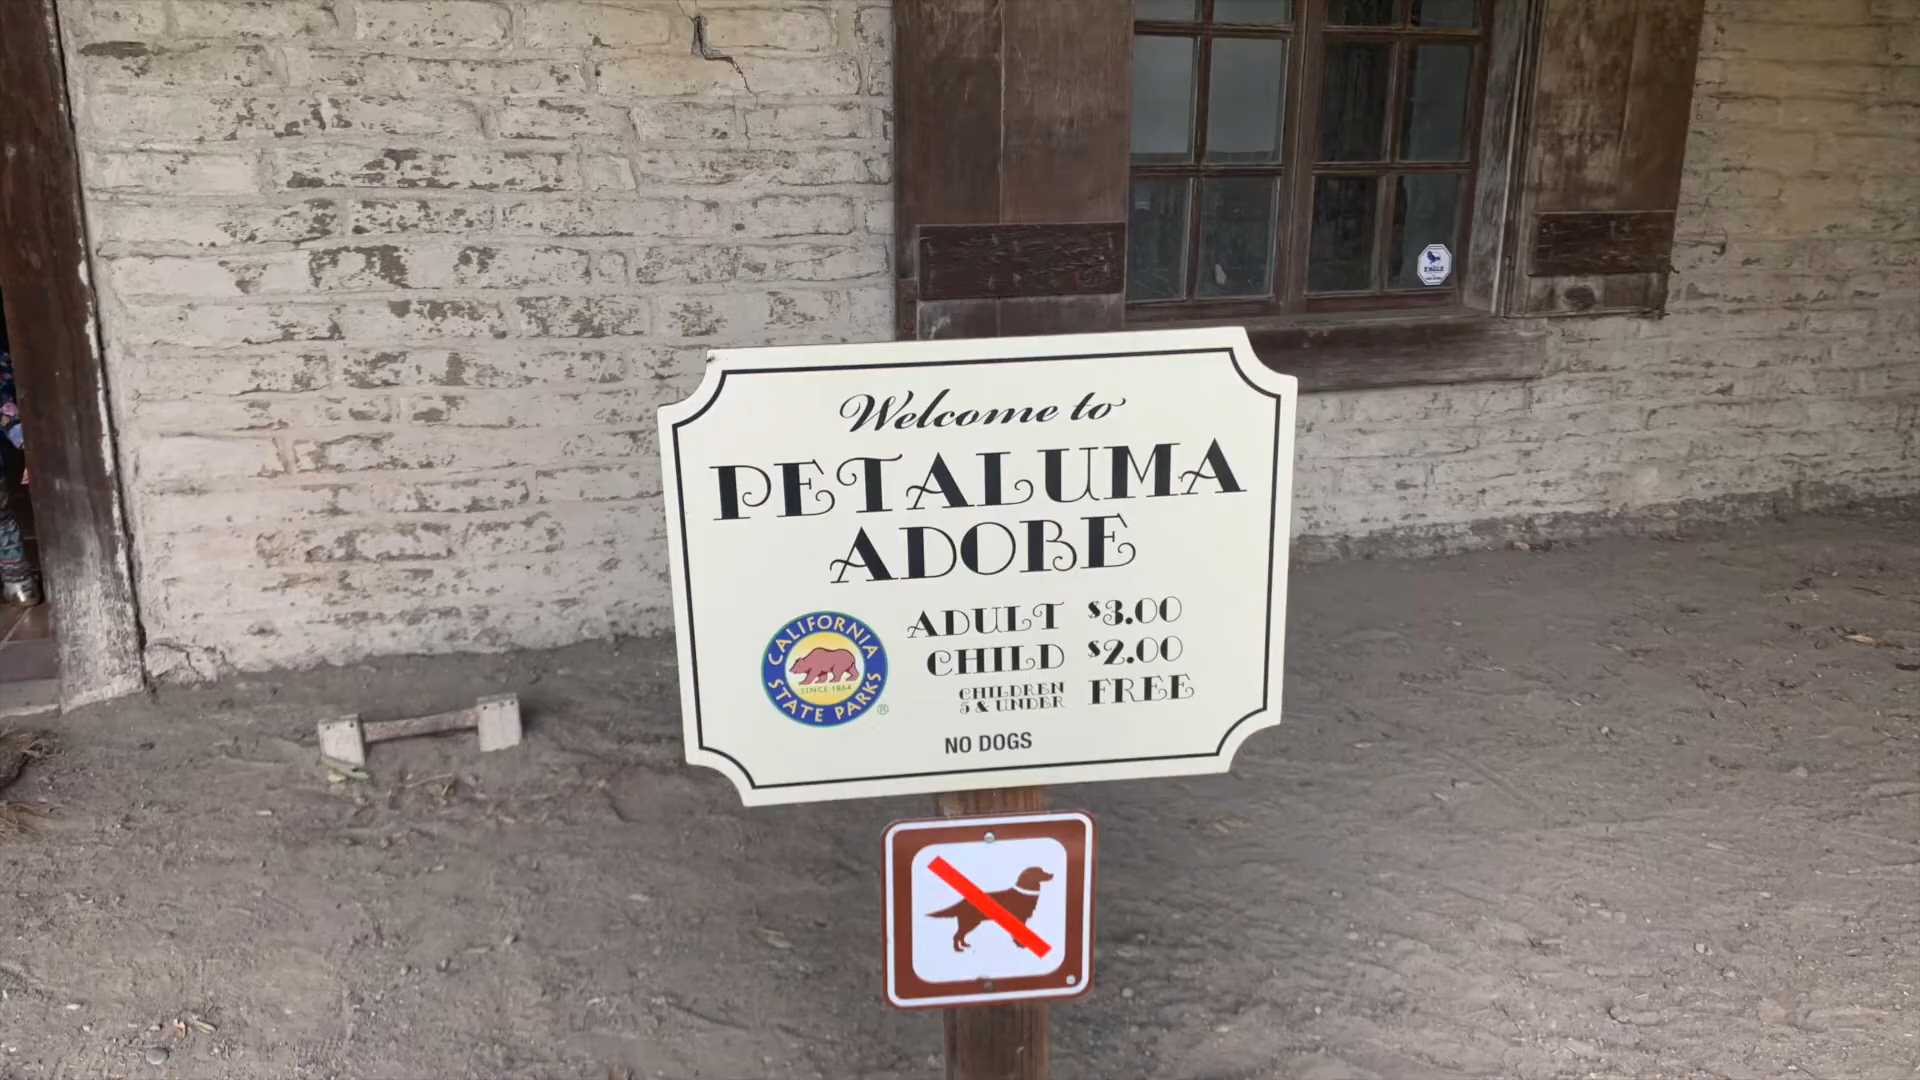 EAGLE
Welcome to
PETALUMA
ADOBE
ADULT $3.00
CHILD $2.00
CHILDREN
5 & UNDER FREE
CALIFORNIA
SINCE 1864
STATE PARKS
®
NO DOGS